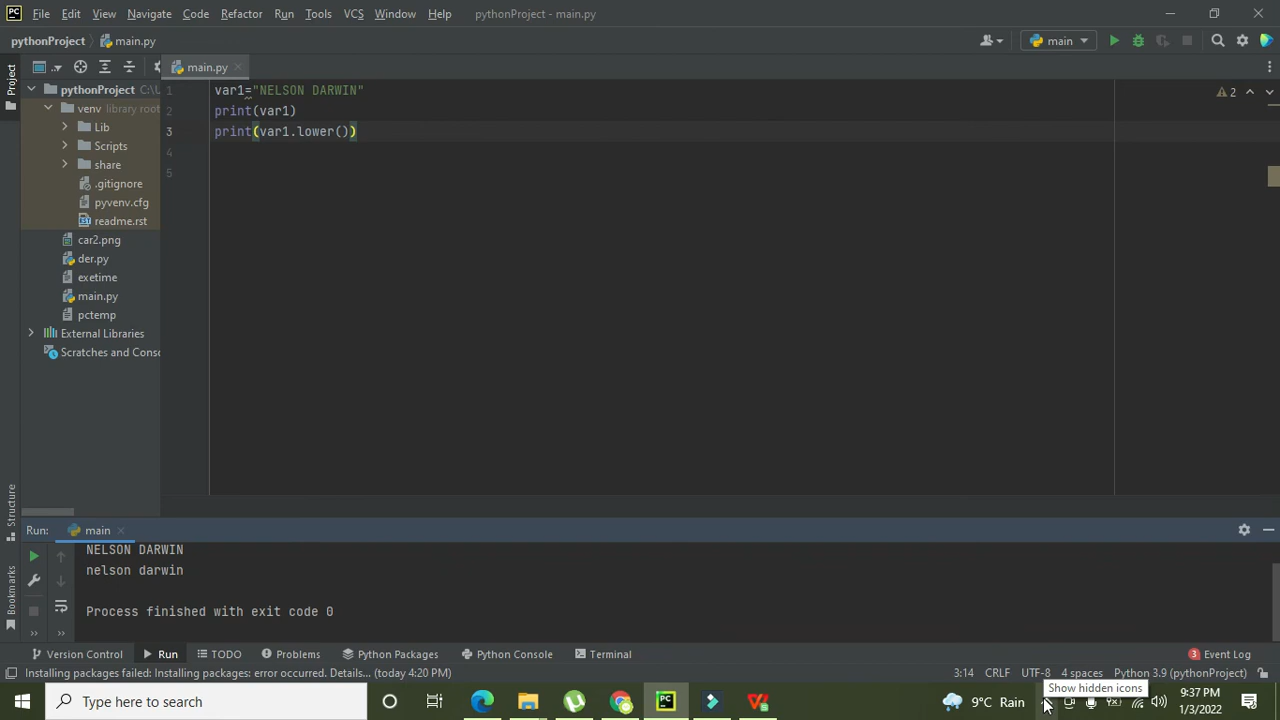 PC File Edit View Navigate Code Refactor Run Tools VCS Window Help pythonProject - main.py
pythonProject main.py main
Project main.py
1 var1="NELSON DARWIN" 2
2 print(var1)
3 print(var1.lower())
4
5
pythonProject C:\U
venv library root
Lib
Scripts
share
.gitignore
pyvenv.cfg
readme.rst
car2.png
der.py
exetime
main.py
pctemp
External Libraries
Scratches and Conso
Structure
Bookmarks
Run: main
NELSON DARWIN
nelson darwin
Process finished with exit code 0
Version Control Run TODO Problems Python Packages Python Console Terminal 3 Event Log
Installing packages failed: Installing packages: error occurred. Details... (today 4:20 PM) 3:14 CRLF UTF-8 4 spaces Python 3.9 (pythonProject)
Show hidden icons
Type here to search PC 9°C Rain 9:37 PM
1/3/2022